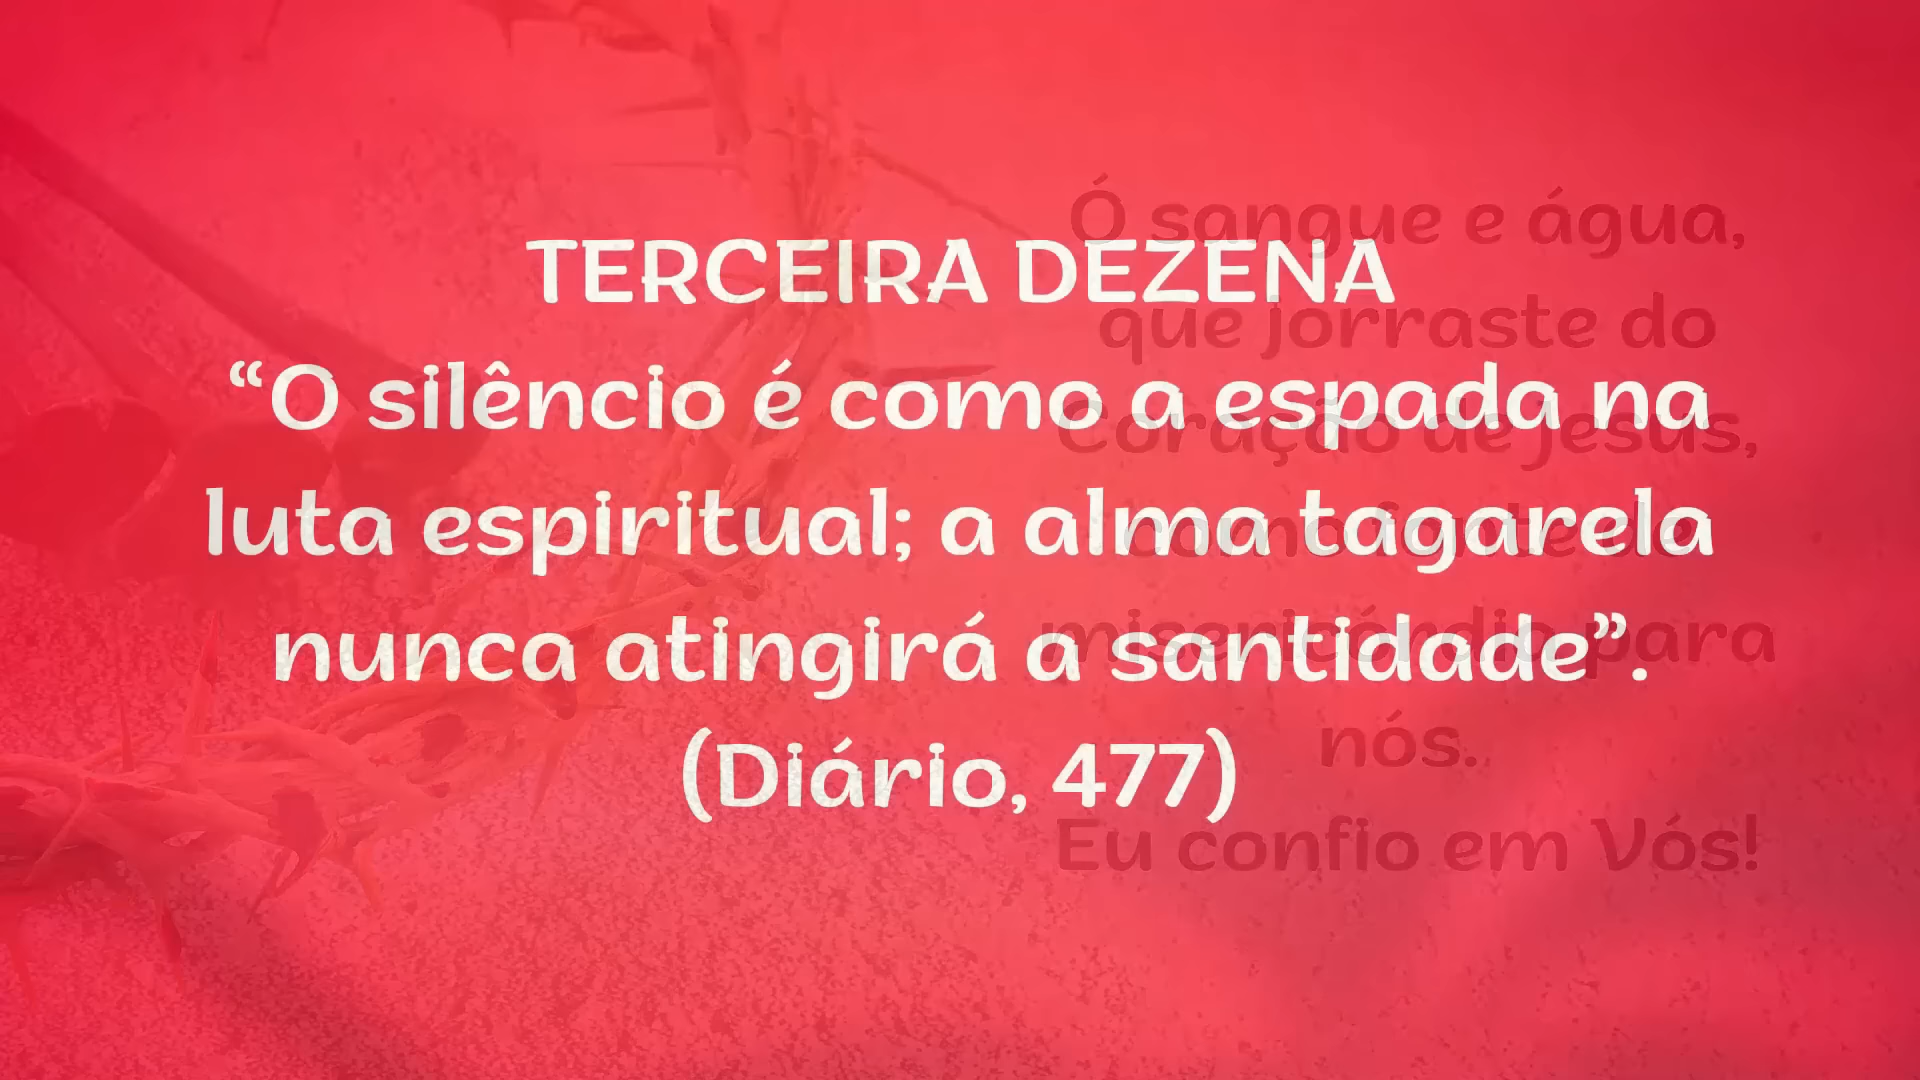 TERCEIRA DEZENA
“O silêncio é como a espada na
luta espiritual; a alma tagarela
nunca atingirá a santidade”.
(Diário, 477)
Ó sangue e água,
que jorraste do
Coração de Jesus,
como fonte de
misericórdia para
nós.
Eu confio em Vós!